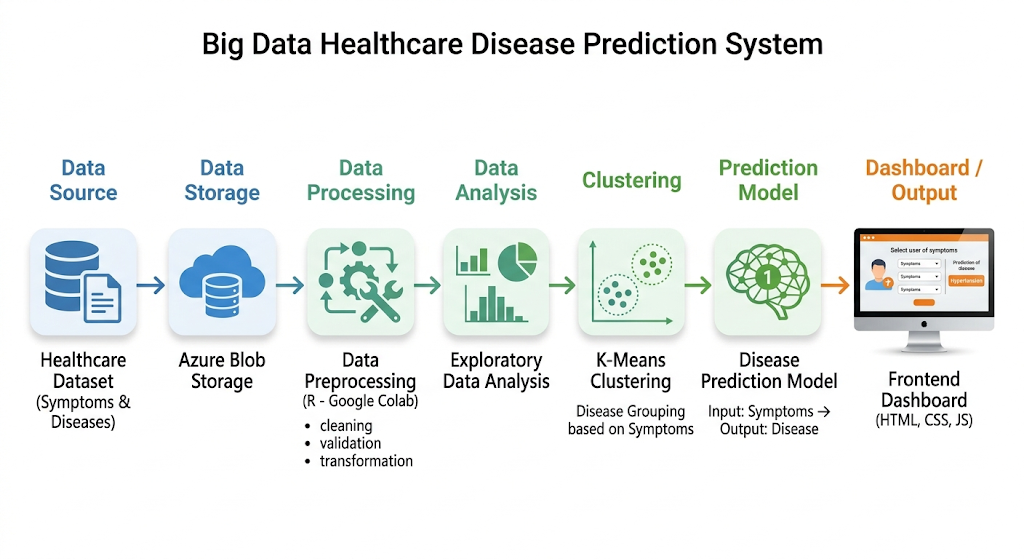 Big Data Healthcare Disease Prediction System
Data
Source
Healthcare
Dataset
(Symptoms &
Diseases)
Data
Storage
Azure Blob
Storage
Data
Processing
Data
Preprocessing
(R - Google Colab)
• cleaning
• validation
• transformation
Data
Analysis
Exploratory
Data Analysis
Clustering
K-Means
Clustering
Disease Grouping
based on Symptoms
Prediction
Model
1
Disease
Prediction Model
Input: Symptoms →
Output: Disease
Dashboard /
Output
Select user of symptoms
Symptoms
Symptoms
Symptoms
Prediction of
disease
Hypertension
Frontend
Dashboard
(HTML, CSS, JS)